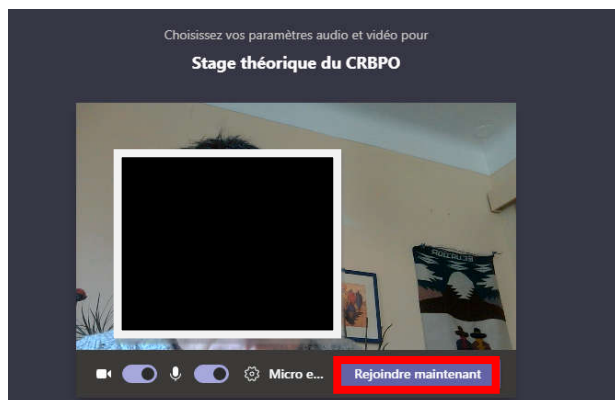 Choisissez vos paramètres audio et vidéo pour
Stage théorique du CRBPO
Micro e... Rejoindre maintenant